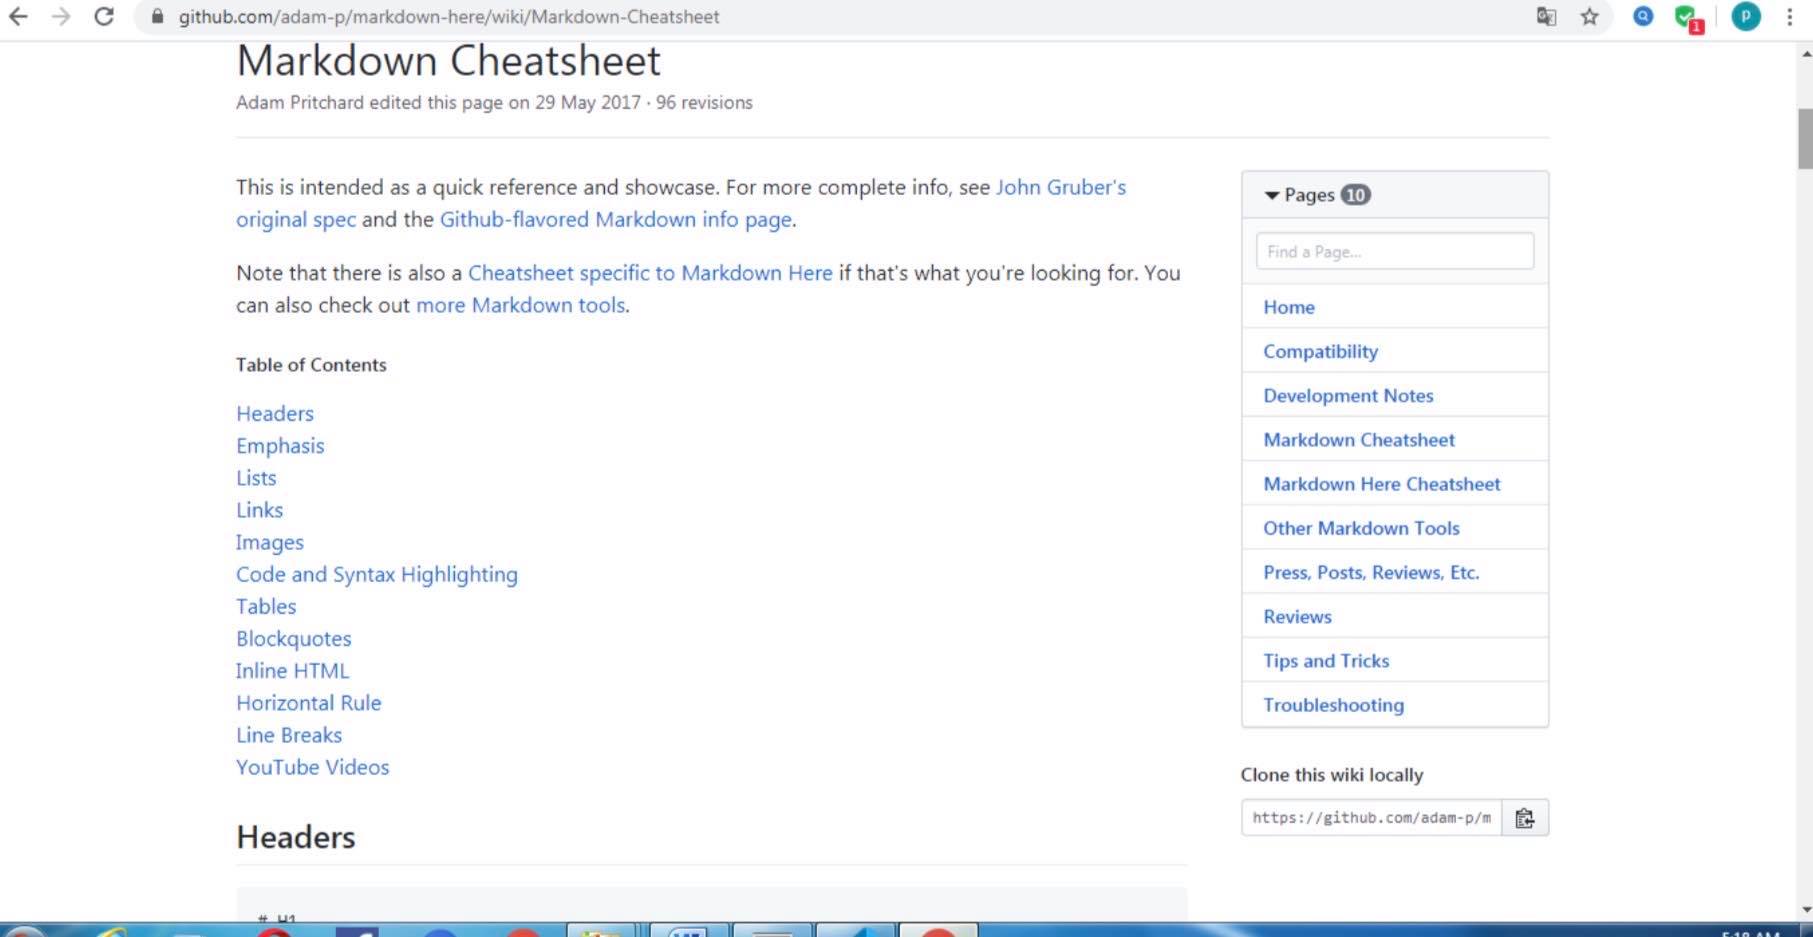 github.com/adam-p/markdown-here/wiki/Markdown-Cheatsheet
1
P
Markdown Cheatsheet
Adam Pritchard edited this page on 29 May 2017 · 96 revisions
This is intended as a quick reference and showcase. For more complete info, see John Gruber's
original spec and the Github-flavored Markdown info page.
Note that there is also a Cheatsheet specific to Markdown Here if that's what you're looking for. You
can also check out more Markdown tools.
Table of Contents
Headers
Emphasis
Lists
Links
Images
Code and Syntax Highlighting
Tables
Blockquotes
Inline HTML
Horizontal Rule
Line Breaks
YouTube Videos
Headers
# H1
Pages 10
Find a Page...
Home
Compatibility
Development Notes
Markdown Cheatsheet
Markdown Here Cheatsheet
Other Markdown Tools
Press, Posts, Reviews, Etc.
Reviews
Tips and Tricks
Troubleshooting
Clone this wiki locally
https://github.com/adam-p/m
5:18 AM